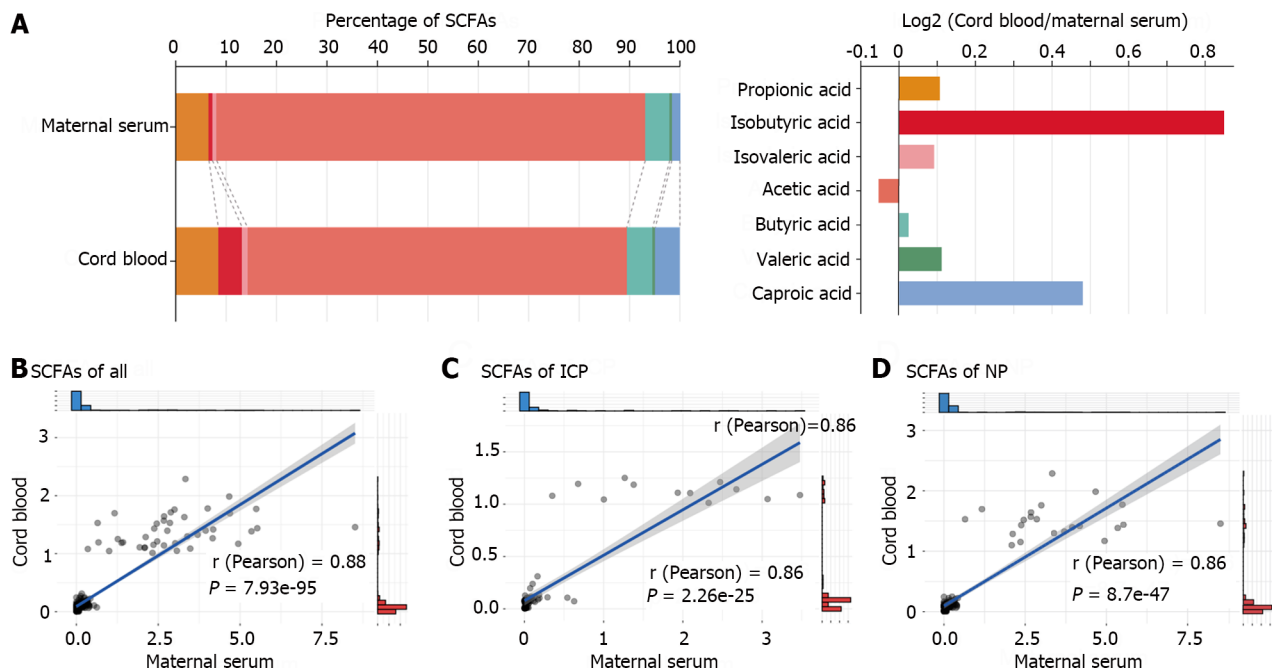 A
Percentage of SCFAs
0 10 20 30 40 50 60 70 80 90 100
Maternal serum
Cord blood
Log2 (Cord blood/maternal serum)
-0.1 0 0.2 0.4 0.6 0.8
Propionic acid
Isobutyric acid
Isovaleric acid
Acetic acid
Butyric acid
Valeric acid
Caproic acid
B
SCFAs of all
3
2
1
0
Cord blood
r (Pearson) = 0.88
P = 7.93e-95
0.0 2.5 5.0 7.5
Maternal serum
C
SCFAs of ICP
r (Pearson)=0.86
1.5
1.0
0.5
0.0
Cord blood
r (Pearson) = 0.86
P = 2.26e-25
0 1 2 3
Maternal serum
D
SCFAs of NP
3
2
1
0
Cord blood
r (Pearson) = 0.86
P = 8.7e-47
0.0 2.5 5.0 7.5
Maternal serum